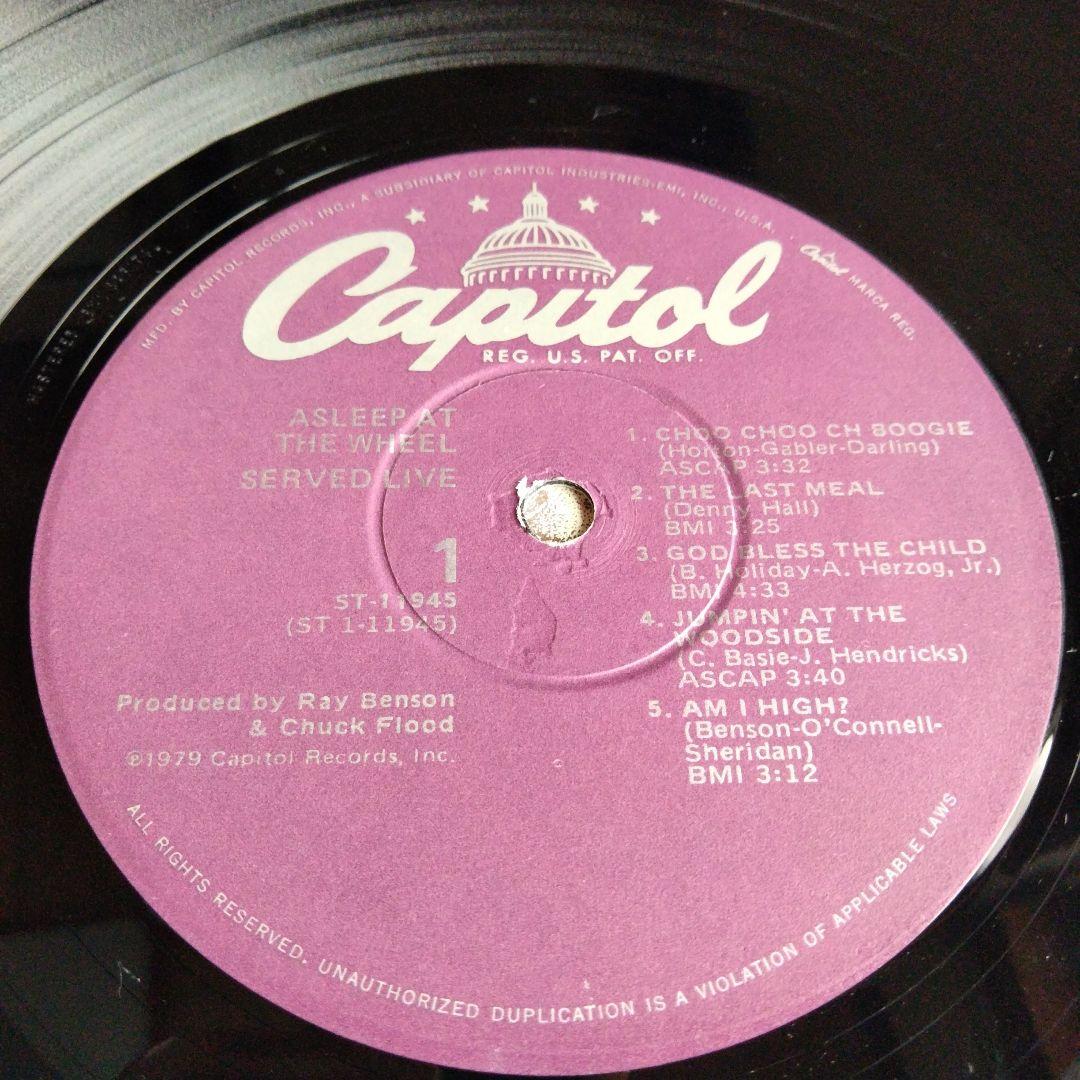 MFD. BY CAPITOL RECORDS, INC., A SUBSIDIARY OF CAPITOL INDUSTRIES-EMI, INC., U.S.A.
Capitol MARCA REG.
Capitol
REG. U.S. PAT. OFF.
ASLEEP AT
THE WHEEL
SERVED LIVE
1
ST-11945
(ST 1-11945)
Produced by Ray Benson
& Chuck Flood
℗1979 Capitol Records, Inc.
1. CHOO CHOO CH BOOGIE
(Horton-Gabler-Darling)
ASCAP 3:32
2. THE LAST MEAL
(Denny Hall)
BMI 3:25
3. GOD BLESS THE CHILD
(B. Holiday-A. Herzog, Jr.)
BMI 4:33
4. JUMPIN' AT THE
WOODSIDE
(C. Basie-J. Hendricks)
ASCAP 3:40
5. AM I HIGH?
(Benson-O'Connell-
Sheridan)
BMI 3:12
ALL RIGHTS RESERVED. UNAUTHORIZED DUPLICATION IS A VIOLATION OF APPLICABLE LAWS